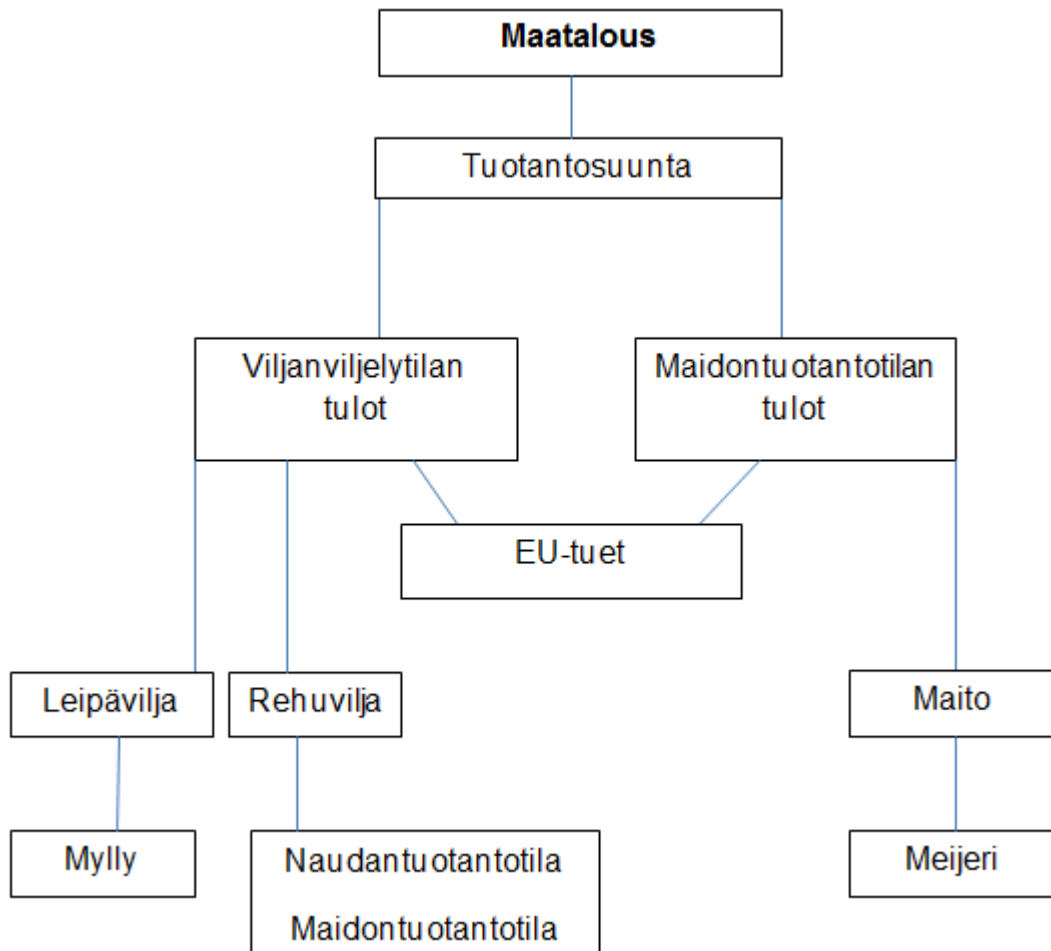 Maatalous
Tuotantosuunta
Viljanviljelytilan
tulot
Maidontuotantotilan
tulot
EU-tuet
Leipävilja
Rehuvilja
Maito
Mylly
Naudantuotantotila
Maidontuotantotila
Meijeri